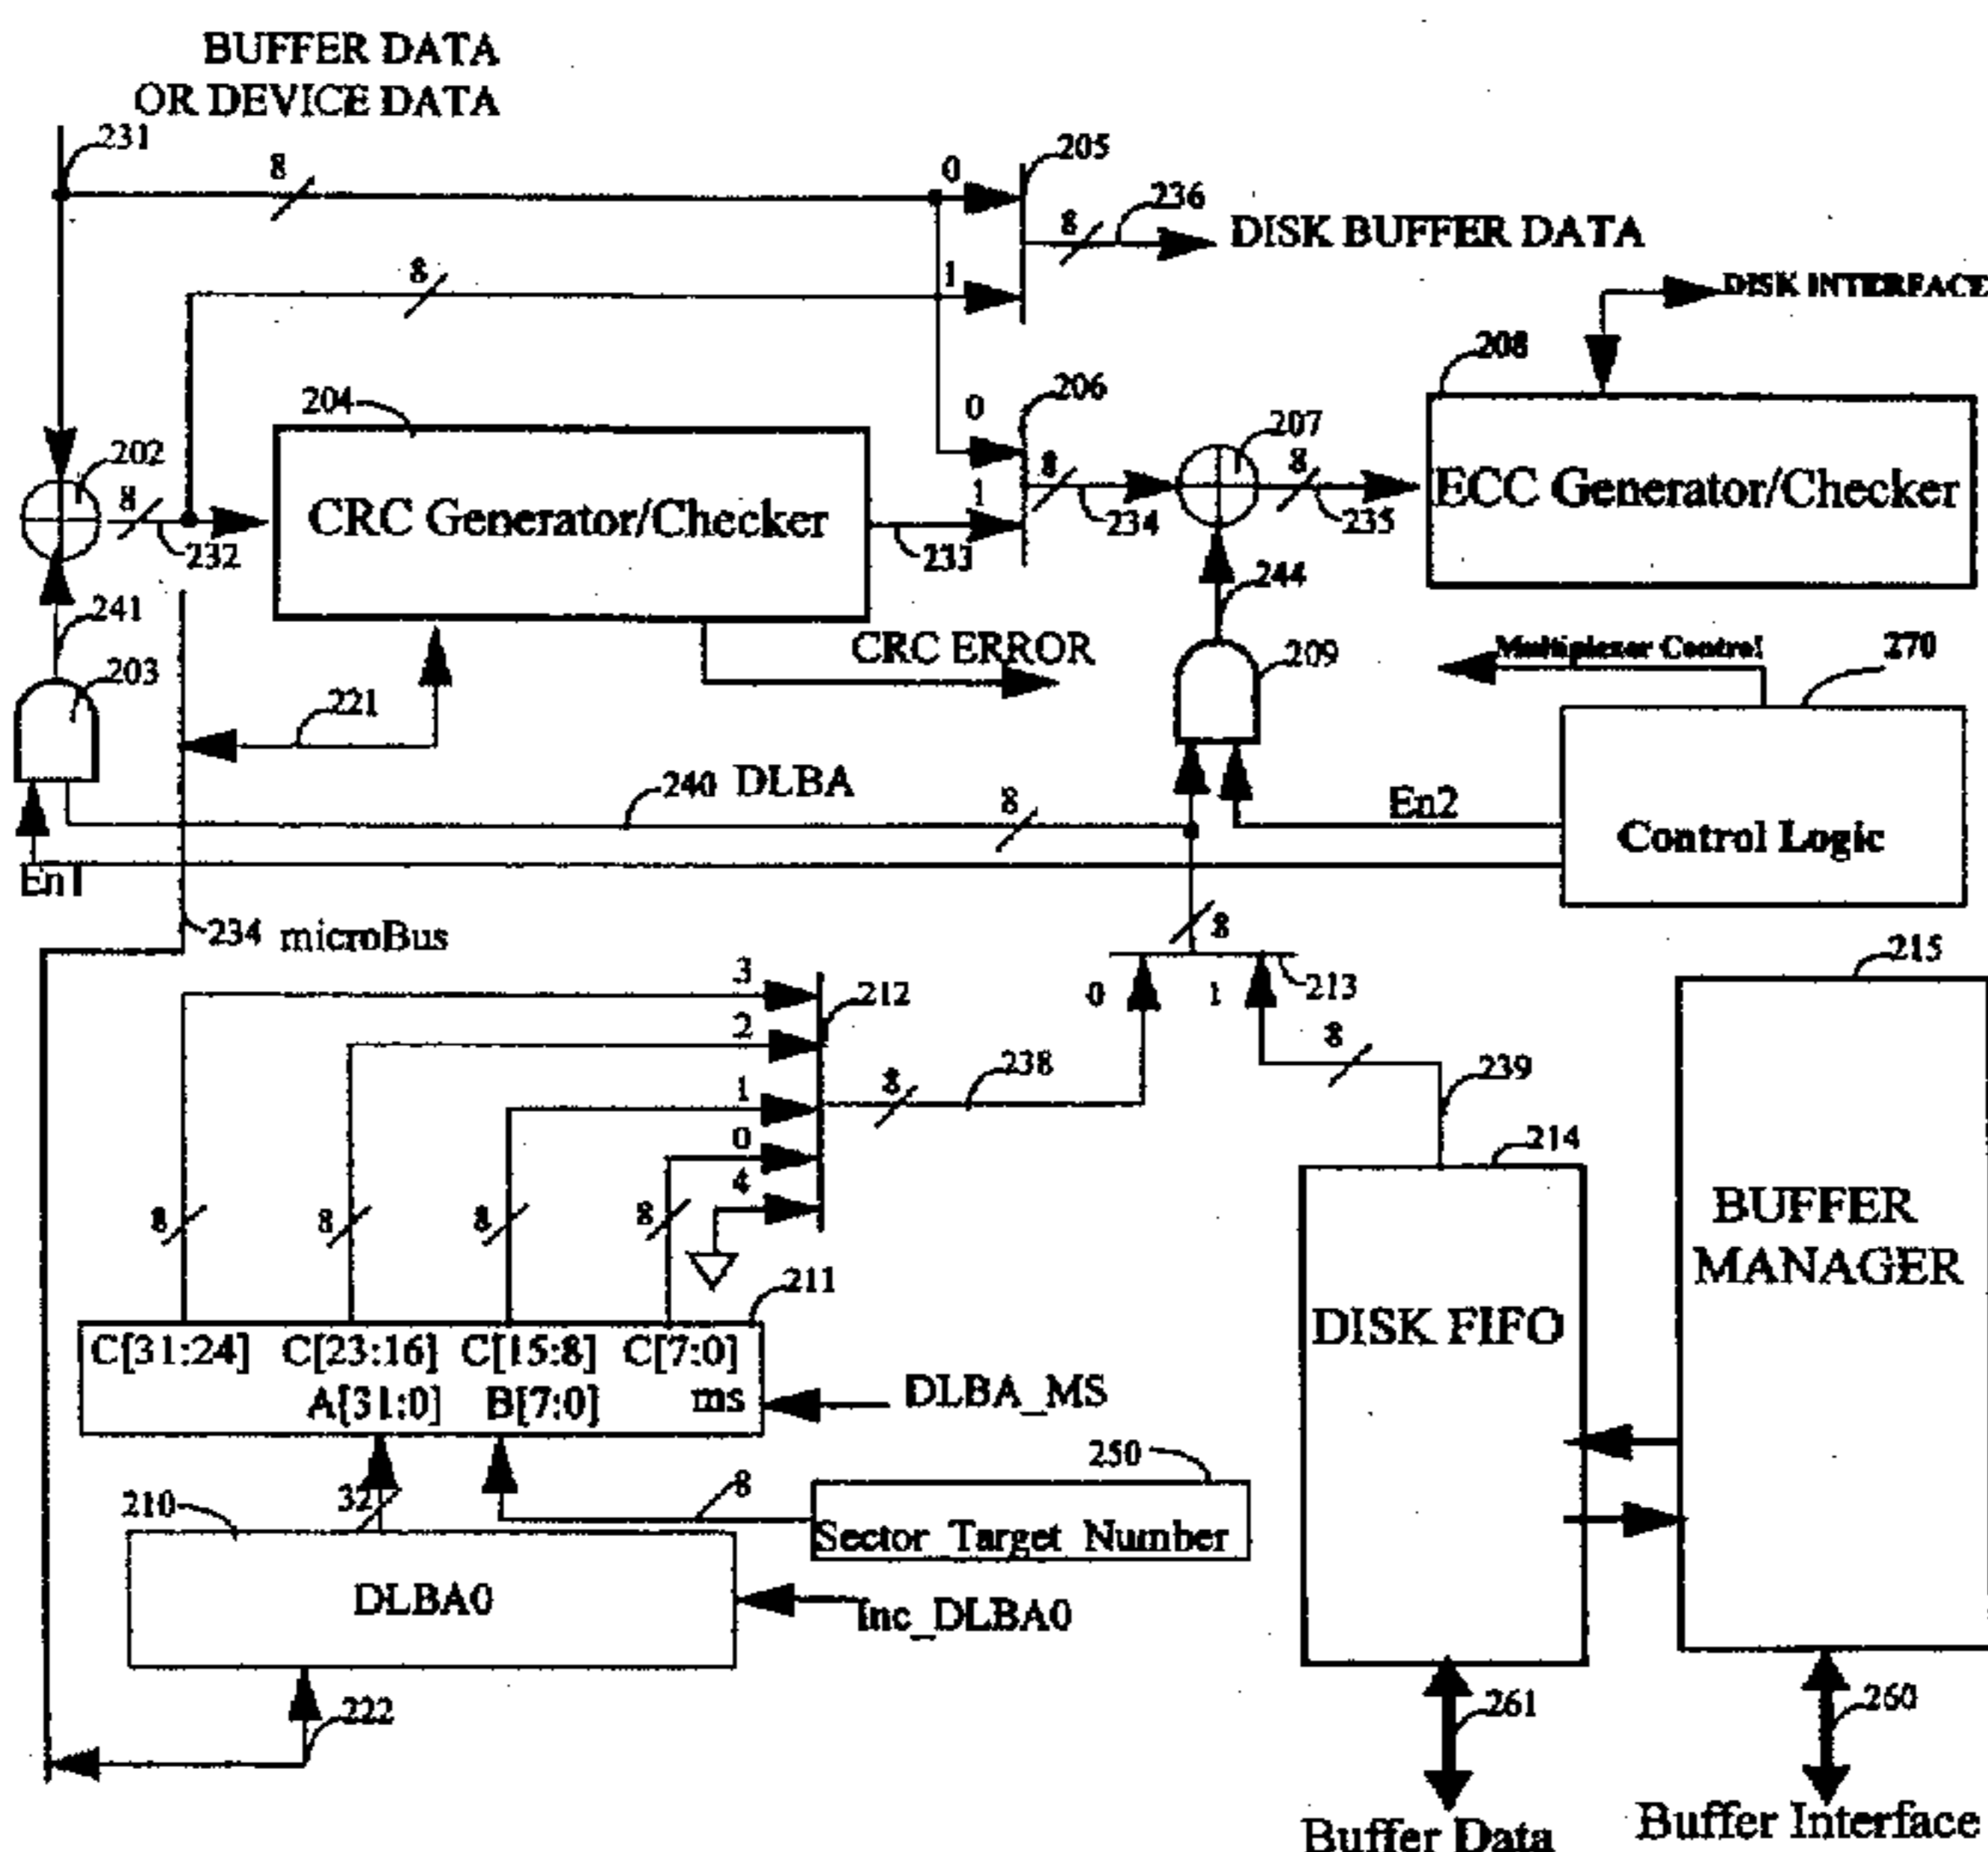 BUFFER DATA
OR DEVICE DATA
231
8
0
205
8
236
DISK BUFFER DATA
8
1
DISK INTERFACE
208
204
206
0
207
202
8
CRC Generator/Checker
8
1
8
ECC Generator/Checker
232
233
234
235
241
244
CRC ERROR
209
Multiplexor Control
270
203
221
240 DLBA
8
En2
Control Logic
En1
234 microBus
8
215
3
212
0
1
213
2
8
238
8
239
1
0
214
4
BUFFER
MANAGER
8
8
8
8
211
DISK FIFO
C[31:24] C[23:16] C[15:8] C[7:0]
A[31:0] B[7:0] ms
DLBA_MS
250
210
32
8
Sector Target Number
DLBA0
Inc_DLBA0
222
261
260
Buffer Data
Buffer Interface